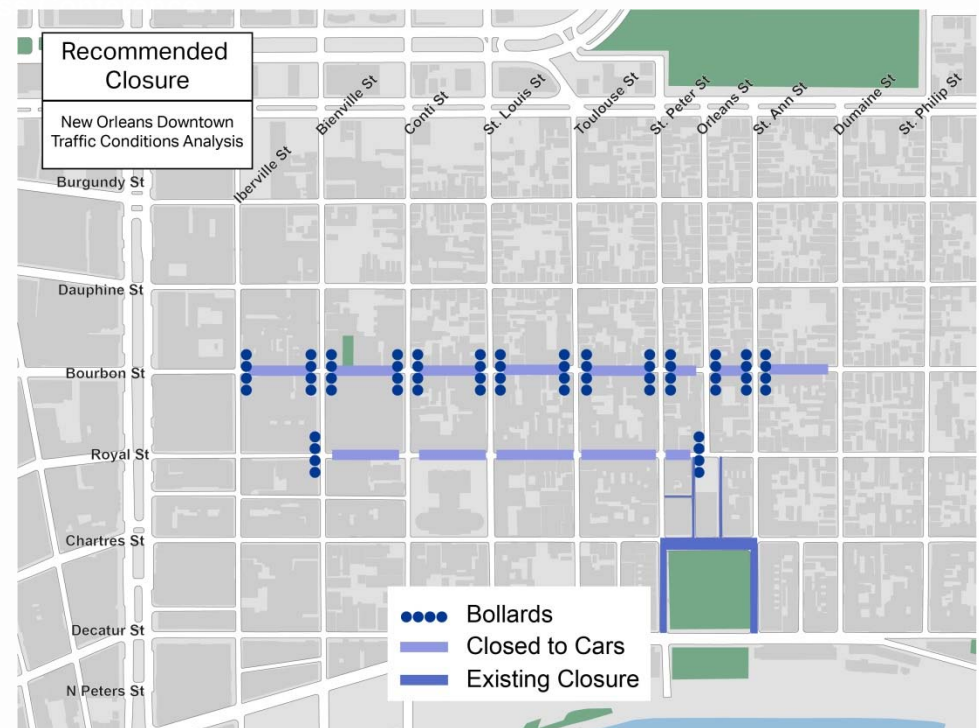 Recommended
Closure
New Orleans Downtown
Traffic Conditions Analysis
Iberville St
Bienville St
Conti St
St. Louis St
Toulouse St
St. Peter St
Orleans St
St. Ann St
Dumaine St
St. Philip St
Burgundy St
Dauphine St
Bourbon St
Royal St
Chartres St
Decatur St
N Peters St
Bollards
Closed to Cars
Existing Closure